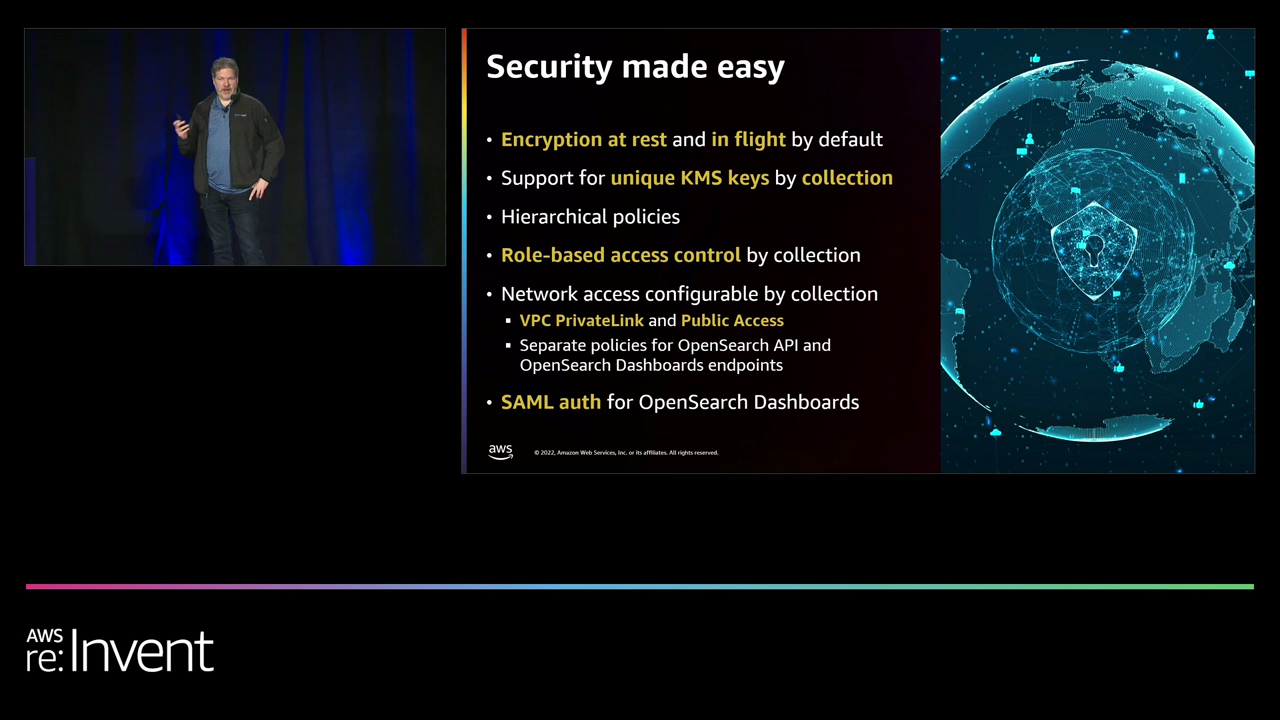 Security made easy
• Encryption at rest and in flight by default
• Support for unique KMS keys by collection
• Hierarchical policies
• Role-based access control by collection
• Network access configurable by collection
▪ VPC PrivateLink and Public Access
▪ Separate policies for OpenSearch API and
OpenSearch Dashboards endpoints
• SAML auth for OpenSearch Dashboards
aws
© 2022, Amazon Web Services, Inc. or its affiliates. All rights reserved.
AWS
re:Invent